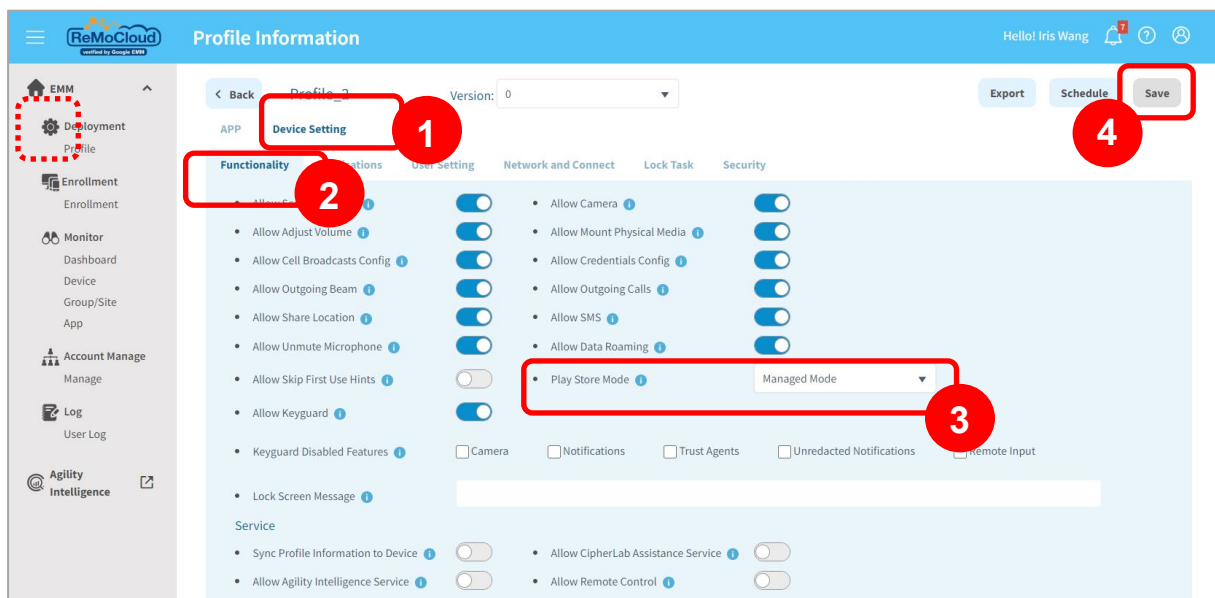 ReMoCloud
verified by Google EMM
Profile Information
Hello! Iris Wang
7
EMM
Deployment
Profile
Enrollment
Enrollment
Monitor
Dashboard
Device
Group/Site
App
Account Manage
Manage
Log
User Log
Agility
Intelligence
Back
Profile_2
Version: 0
Export
Schedule
Save
4
APP
Device Setting
1
Functionality
User Setting
Network and Connect
Lock Task
Security
2
Allow
Allow Camera
Allow Adjust Volume
Allow Mount Physical Media
Allow Cell Broadcasts Config
Allow Credentials Config
Allow Outgoing Beam
Allow Outgoing Calls
Allow Share Location
Allow SMS
Allow Unmute Microphone
Allow Data Roaming
Allow Skip First Use Hints
Play Store Mode
Managed Mode
3
Allow Keyguard
Keyguard Disabled Features
Camera
Notifications
Trust Agents
Unredacted Notifications
Remote Input
Lock Screen Message
Service
Sync Profile Information to Device
Allow CipherLab Assistance Service
Allow Agility Intelligence Service
Allow Remote Control